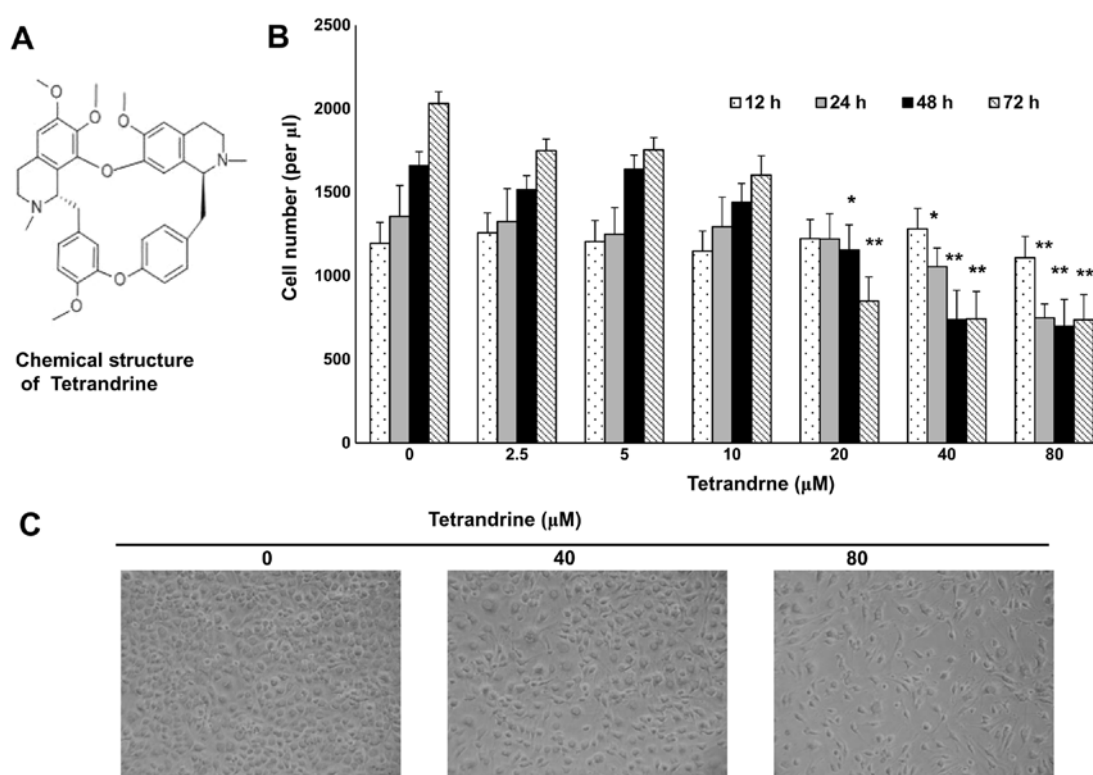 A
B
O
O
O
O
O
N
N
O
Chemical structure
of Tetrandrine
Cell number (per μl)
2500
2000
1500
1000
500
0
12 h 24 h 48 h 72 h
*
**
*
**
**
**
**
**
0 2.5 5 10 20 40 80
Tetrandrne (μM)
C
Tetrandrine (μM)
0 40 80